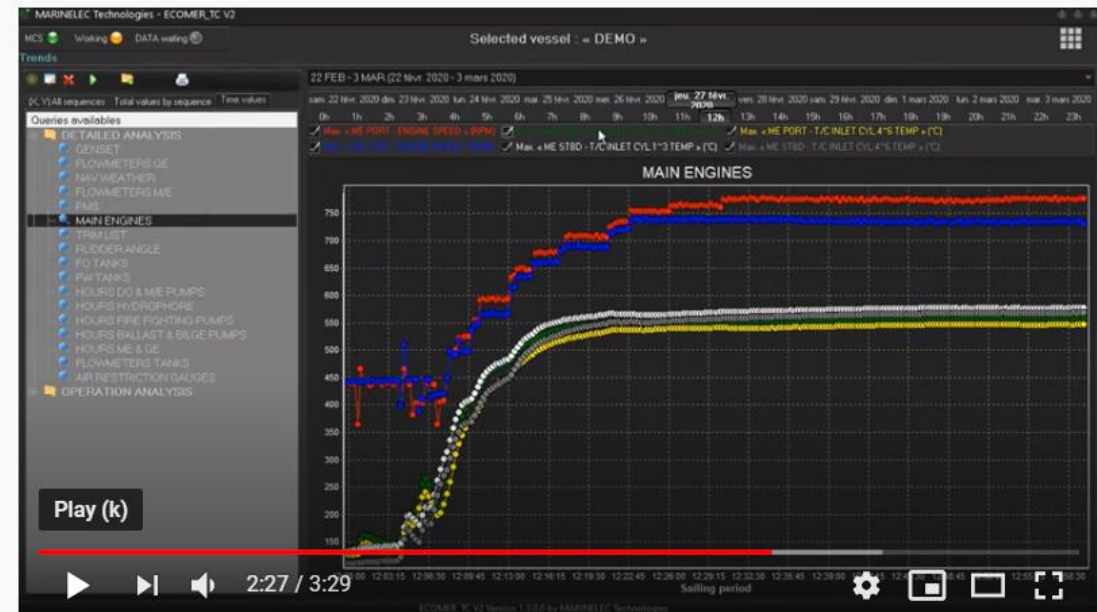 MARINELEC Technologies - ECOMER_TC V2
MCS Working DATA waiting Selected vessel : « DEMO »
Trends
22 FEB - 3 MAR (22 févr. 2020 - 3 mars 2020)
(X, Y) All sequences Total values by sequence Time values
sam. 22 févr. 2020 dim. 23 févr. 2020 lun. 24 févr. 2020 mar. 25 févr. 2020 mer. 26 févr. 2020 jeu. 27 févr. 2020 ven. 28 févr. 2020 sam. 29 févr. 2020 dim. 1 mars 2020 lun. 2 mars 2020 mar. 3 mars 2020
0h 1h 2h 3h 4h 5h 6h 7h 8h 9h 10h 11h 12h 13h 14h 15h 16h 17h 18h 19h 20h 21h 22h 23h
Queries available
DETAILED ANALYSIS
GENSET
FLOWMETERS GE
NAV WEATHER
FLOWMETERS M/E
PMS
MAIN ENGINES
TRIM LIST
RUDDER ANGLE
FO TANKS
FW TANKS
HOURS DO & M/E PUMPS
HOURS HYDROPHORE
HOURS FIRE FIGHTING PUMPS
HOURS BALLAST & BILGE PUMPS
HOURS ME & GE
FLOWMETERS TANKS
AIR RESTRICTION GAUGES
OPERATION ANALYSIS
Max. « ME PORT - ENGINE SPEED » (RPM) Max. « ME PORT - T/C INLET CYL 4~6 TEMP » (°C)
Max. « ME STBD - T/C INLET CYL 1~3 TEMP » (°C) Max. « ME STBD - T/C INLET CYL 4~6 TEMP » (°C)
MAIN ENGINES
750
700
650
600
550
500
450
400
350
300
250
200
150
12:03:15 12:06:30 12:09:45 12:13:00 12:16:15 12:19:30 12:22:45 12:26:00 12:29:15 12:32:30 12:35:45 12:39:00
Sailing period
Play (k)
2:27 / 3:29
ECOMER_TC V2 Version 1.3.0.0 by MARINELEC Technologies